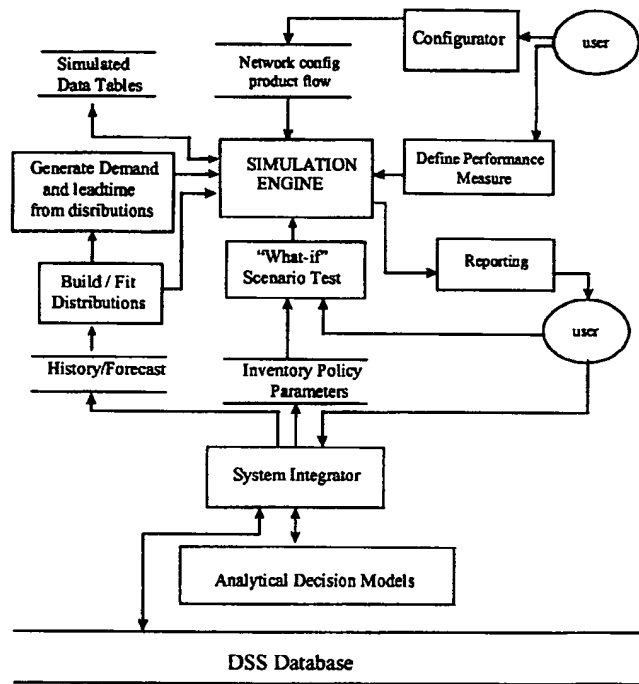 Configurator
user
Simulated
Data Tables
Network config
product flow
Generate Demand
and leadtime
from disributions
SIMULATION
ENGINE
Define Performance
Measure
Build / Fit
Distributions
"What-if"
Scenario Test
Reporting
user
History/Forecast
Inventory Policy
Parameters
System Integrator
Analytical Decision Models
DSS Database